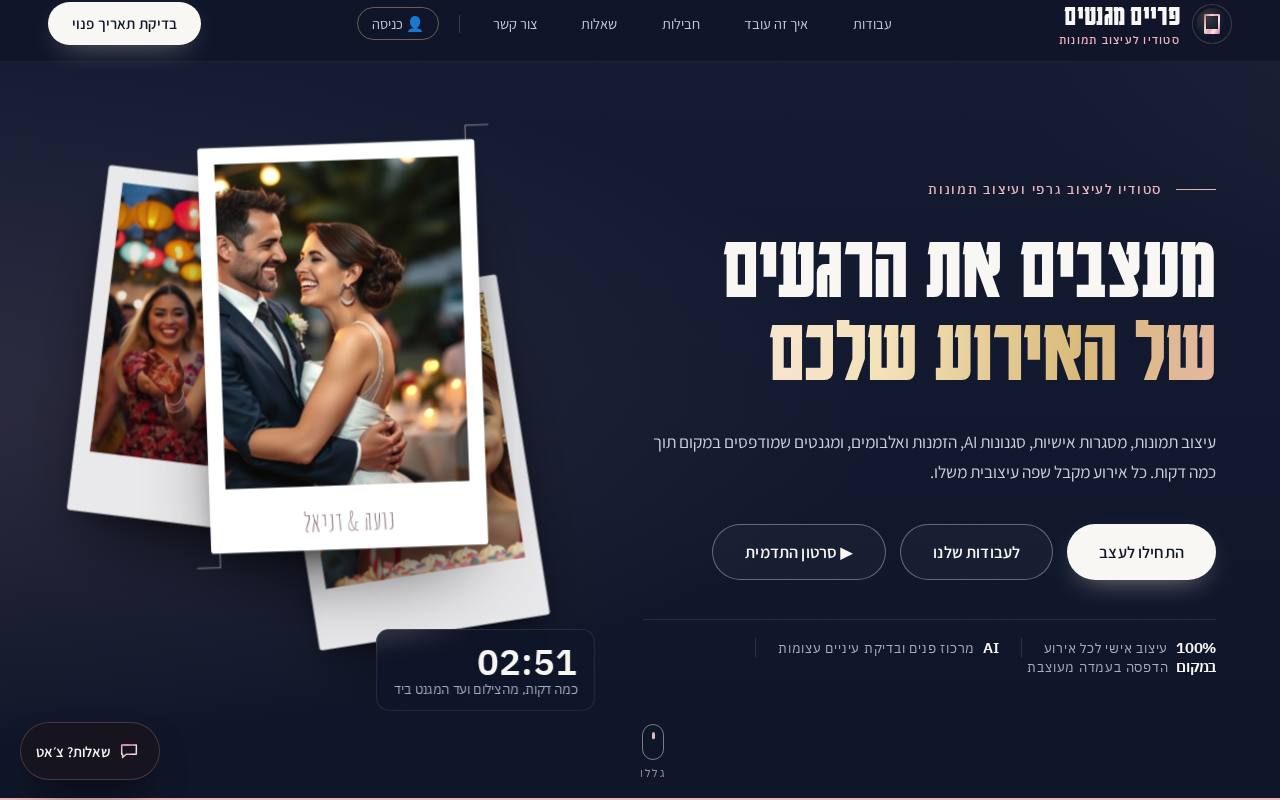 פריים מגנטים
סטודיו לעיצוב תמונות
עבודות
איך זה עובד
חבילות
שאלות
צור קשר
כניסה
בדיקת תאריך פנוי
סטודיו לעיצוב גרפי ועיצוב תמונות
מעצבים את הרגעים
של האירוע שלכם
עיצוב תמונות, מסגרות אישיות, סגנונות AI, הזמנות ואלבומים, ומגנטים שמודפסים במקום תוך
כמה דקות. כל אירוע מקבל שפה עיצובית משלו.
התחילו לעצב
לעבודות שלנו
▶ סרטון התדמית
100% עיצוב אישי לכל אירוע
AI מרכוז פנים ובדיקת עיניים עצומות
במקום הדפסה בעמדה מעוצבת
נועה & דניאל
02:51
כמה דקות, מהצילום ועד המגנט ביד
גללו
שאלות? צ׳אט